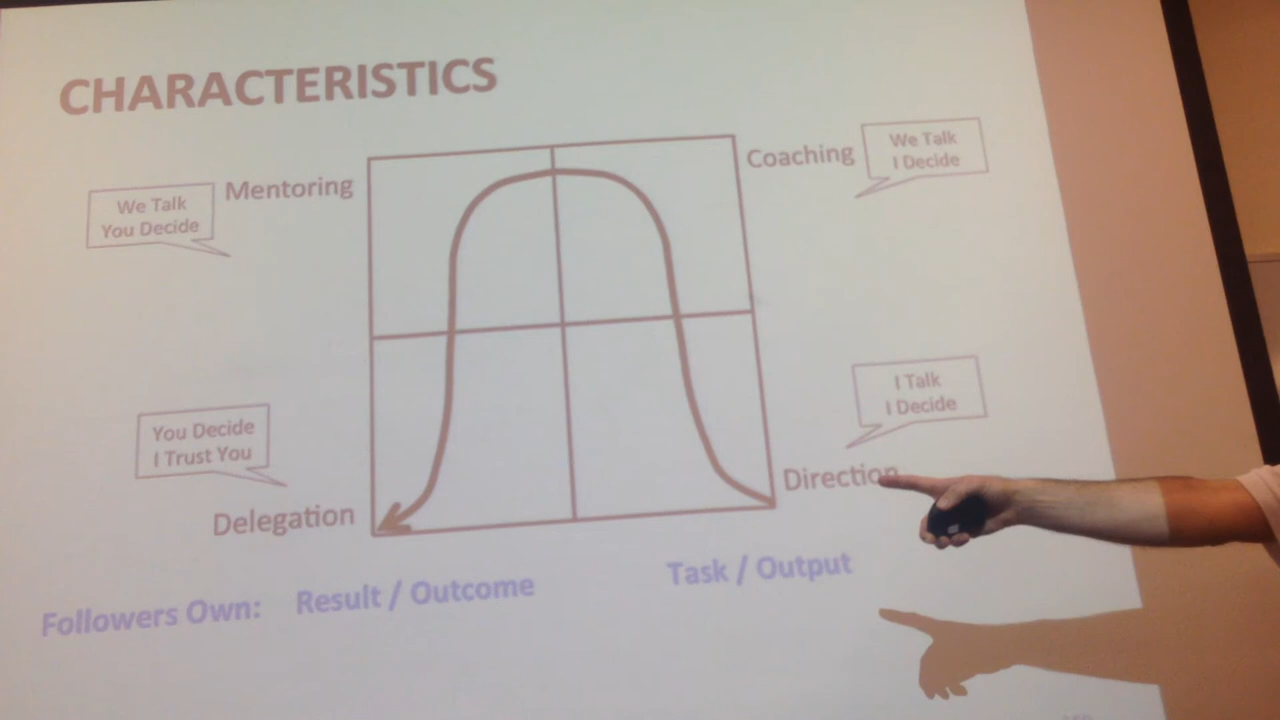 CHARACTERISTICS
Mentoring
We Talk
You Decide
Coaching
We Talk
I Decide
You Decide
I Trust You
Delegation
I Talk
I Decide
Direction
Followers Own: Result / Outcome Task / Output